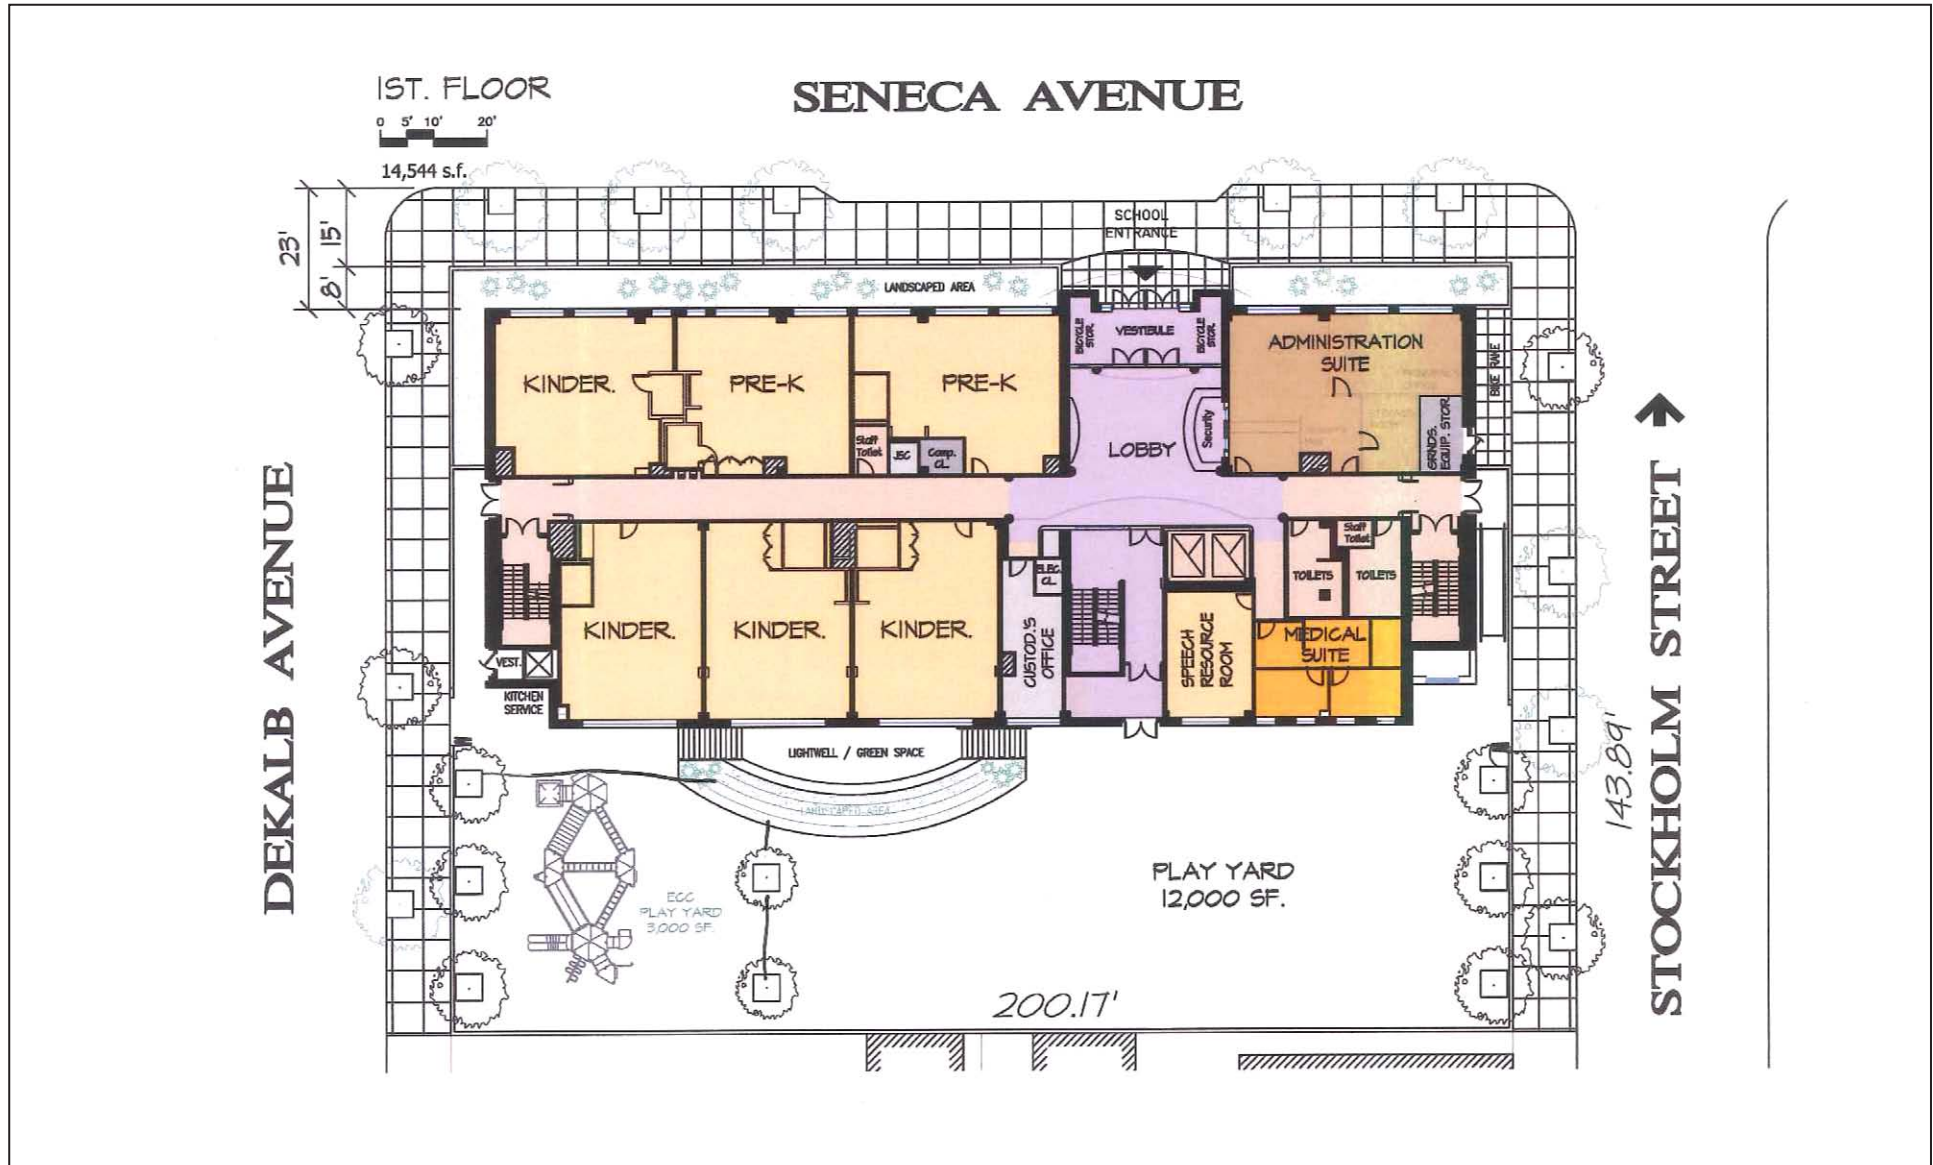 1ST. FLOOR
0 5' 10' 20'
14,544 s.f.
SENECA AVENUE
23'
15'
8'
SCHOOL
ENTRANCE
LANDSCAPED AREA
BICYCLE
STOR.
VESTIBULE
BICYCLE
STOR.
KINDER.
PRE-K
PRE-K
ADMINISTRATION
SUITE
BIKE RAKE
Staff
Toilet
JSC
Comp.
CL.
LOBBY
Security
GRNDS.
EQUIP. STOR.
DEKALB AVENUE
STOCKHOLM STREET
KINDER.
KINDER.
KINDER.
ELEC.
CL.
CUSTOD.'S
OFFICE
SPEECH
RESOURCE
ROOM
TOILETS
Staff
Toilet
TOILETS
MEDICAL
SUITE
VEST.
KITCHEN
SERVICE
LIGHTWELL / GREEN SPACE
LANDSCAPED AREA
ECC
PLAY YARD
3,000 SF.
PLAY YARD
12,000 SF.
143.89'
200.17'